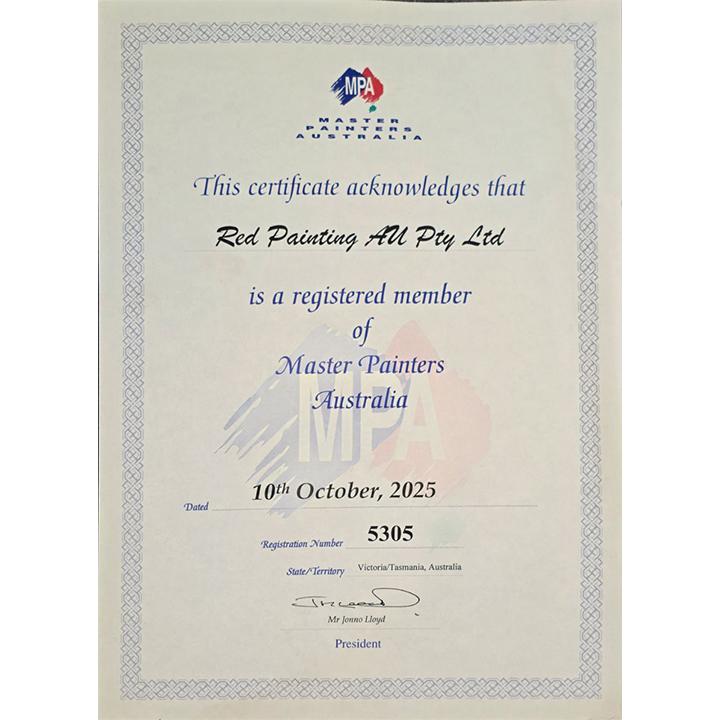 MPA
MASTER
PAINTERS
AUSTRALIA
This certificate acknowledges that
Red Painting AU Pty Ltd
is a registered member
of
Master Painters
Australia
MPA
Dated 10th October, 2025
Registration Number 5305
State/Territory Victoria/Tasmania, Australia
Mr Jonno Lloyd
President